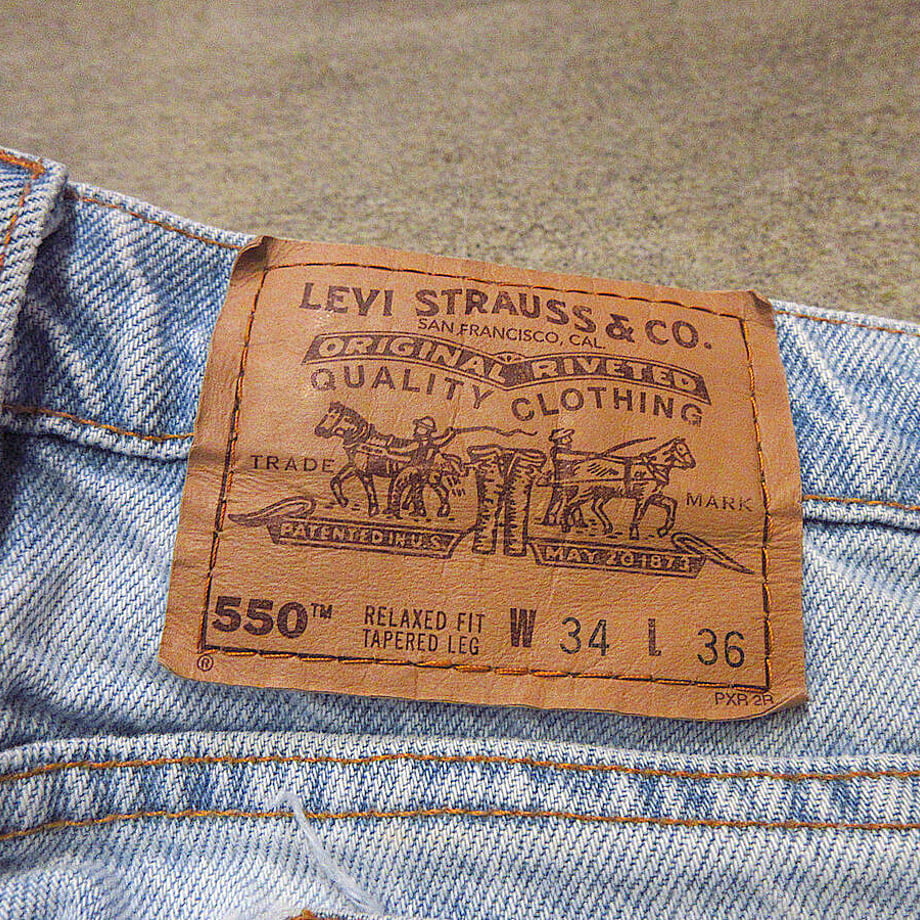 LEVI STRAUSS & CO.
SAN FRANCISCO, CAL.
ORIGINAL RIVETED
QUALITY CLOTHING
TRADE MARK
PATENTED IN U.S. MAY 20 1873
550™ RELAXED FIT W 34 L 36
TAPERED LEG
®
PXR 2R